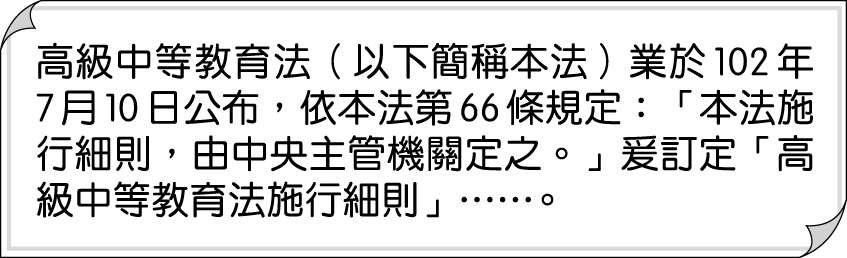 高級中等教育法（以下簡稱本法）業於102年
7月10日公布，依本法第66條規定：「本法施
行細則，由中央主管機關定之。」爰訂定「高
級中等教育法施行細則」……。